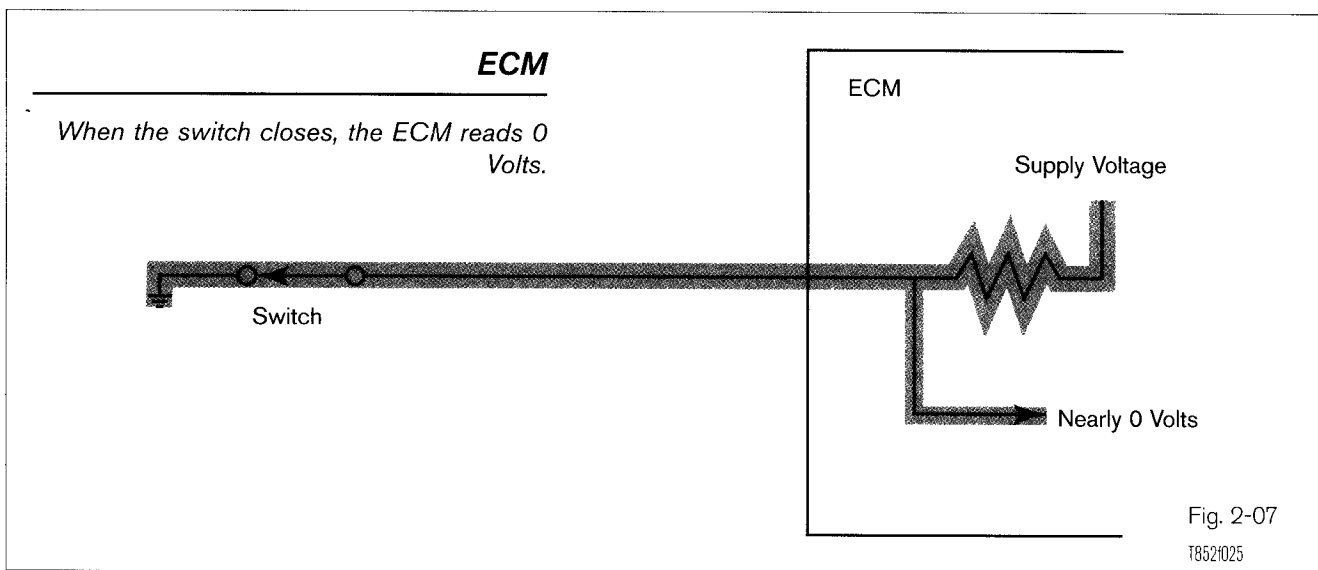 ECM
When the switch closes, the ECM reads 0
Volts.
ECM
Supply Voltage
Switch
Nearly 0 Volts
Fig. 2-07
T852f025